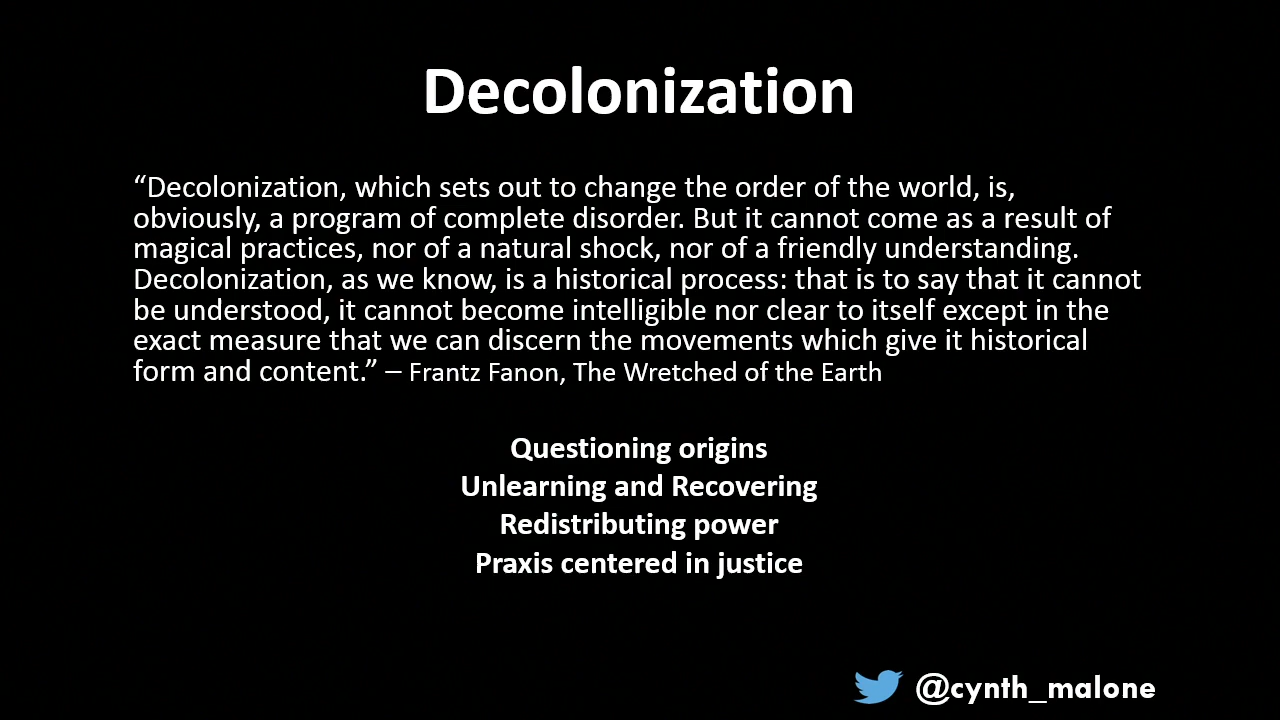 Decolonization
“Decolonization, which sets out to change the order of the world, is,
obviously, a program of complete disorder. But it cannot come as a result of
magical practices, nor of a natural shock, nor of a friendly understanding.
Decolonization, as we know, is a historical process: that is to say that it cannot
be understood, it cannot become intelligible nor clear to itself except in the
exact measure that we can discern the movements which give it historical
form and content.” – Frantz Fanon, The Wretched of the Earth
Questioning origins
Unlearning and Recovering
Redistributing power
Praxis centered in justice
@cynth_malone